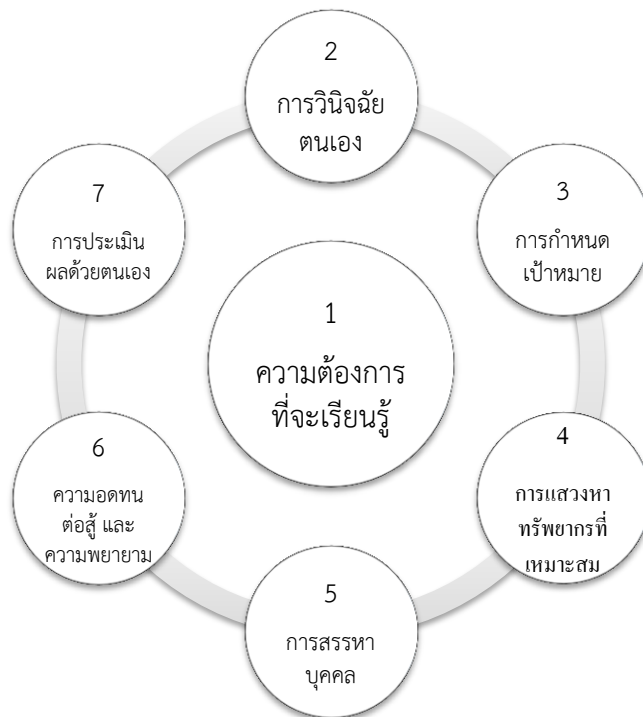 1
ความต้องการ
ที่จะเรียนรู้
2
การวินิจฉัย
ตนเอง
3
การกำหนด
เป้าหมาย
4
การแสวงหา
ทรัพยากรที่
เหมาะสม
5
การสรรหา
บุคคล
6
ความอดทน
ต่อสู้ และ
ความพยายาม
7
การประเมิน
ผลด้วยตนเอง